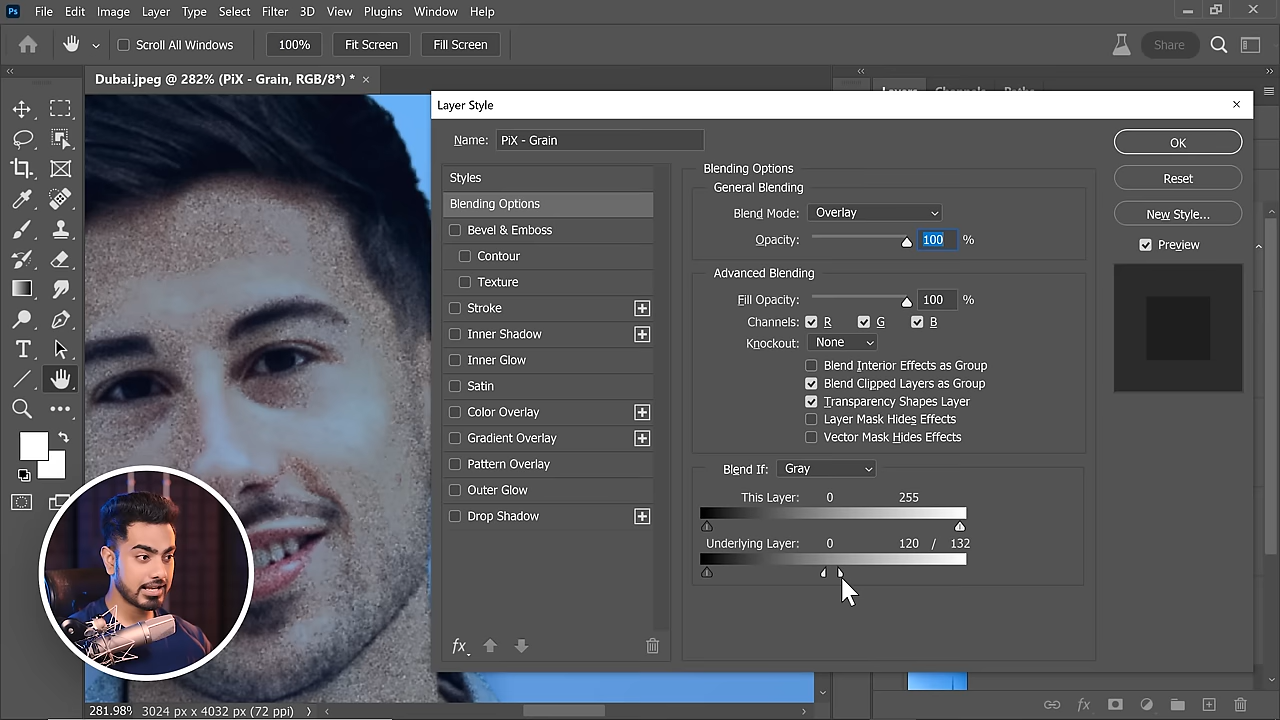 Ps File Edit Image Layer Type Select Filter 3D View Plugins Window Help
Scroll All Windows 100% Fit Screen Fill Screen Share
Dubai.jpeg @ 282% (PiX - Grain, RGB/8*) * ×
Layers Channels Paths
Layer Style
Name: PiX - Grain
Styles
Blending Options
Bevel & Emboss
Contour
Texture
Stroke
Inner Shadow
Inner Glow
Satin
Color Overlay
Gradient Overlay
Pattern Overlay
Outer Glow
Drop Shadow
fx
Blending Options
General Blending
Blend Mode: Overlay
Opacity: 100 %
Advanced Blending
Fill Opacity: 100 %
Channels: R G B
Knockout: None
Blend Interior Effects as Group
Blend Clipped Layers as Group
Transparency Shapes Layer
Layer Mask Hides Effects
Vector Mask Hides Effects
Blend If: Gray
This Layer: 0 255
Underlying Layer: 0 120 / 132
OK
Reset
New Style...
Preview
281.98% 3024 px x 4032 px (72 ppi)
fx